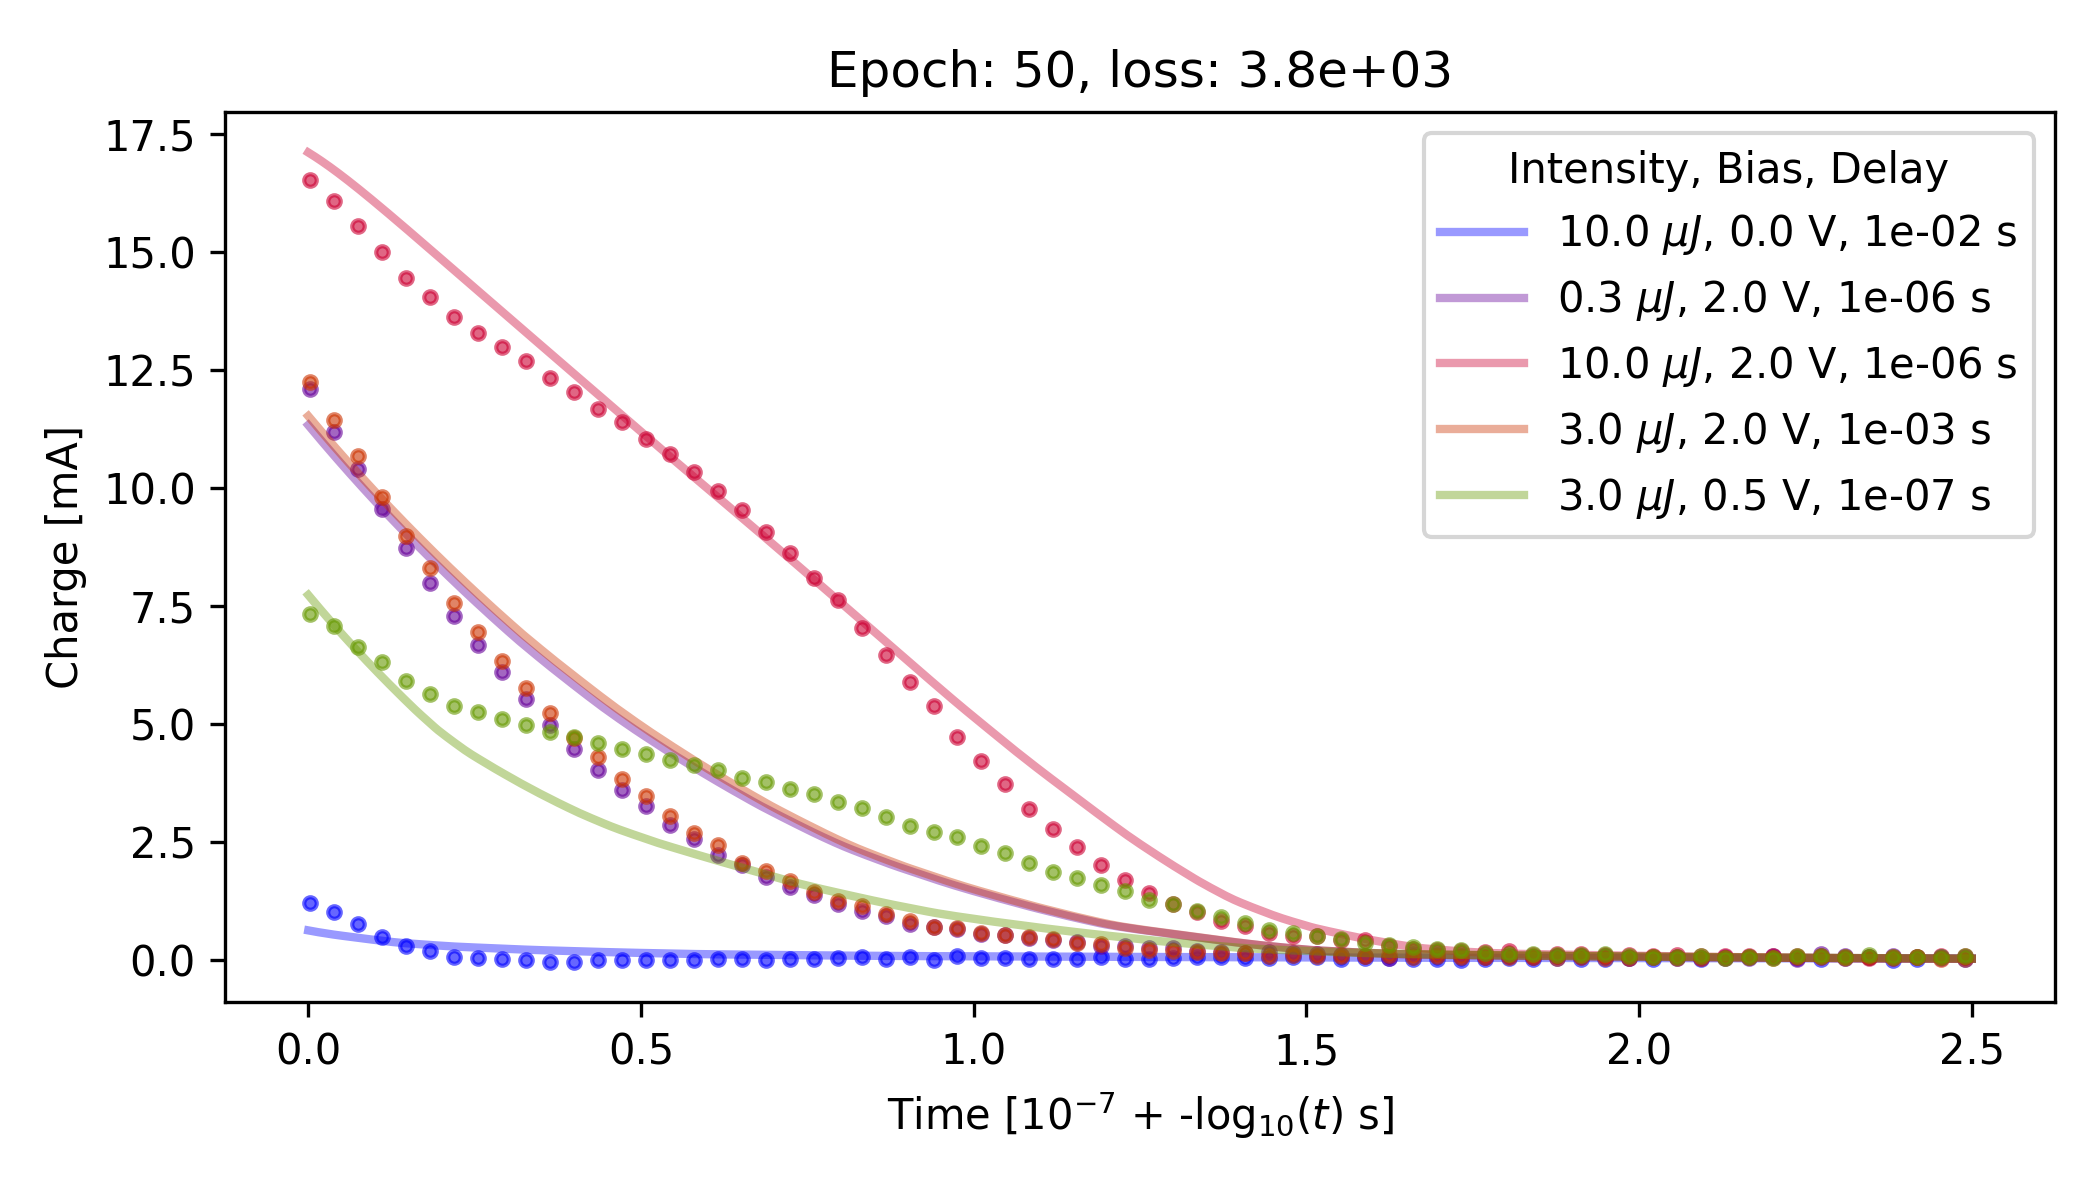 Epoch: 50, loss: 3.8e+03
Charge [mA]
17.5
15.0
12.5
10.0
7.5
5.0
2.5
0.0
Intensity, Bias, Delay
10.0 μJ, 0.0 V, 1e-02 s
0.3 μJ, 2.0 V, 1e-06 s
10.0 μJ, 2.0 V, 1e-06 s
3.0 μJ, 2.0 V, 1e-03 s
3.0 μJ, 0.5 V, 1e-07 s
0.0 0.5 1.0 1.5 2.0 2.5
Time [10⁻⁷ + -log₁₀(t) s]